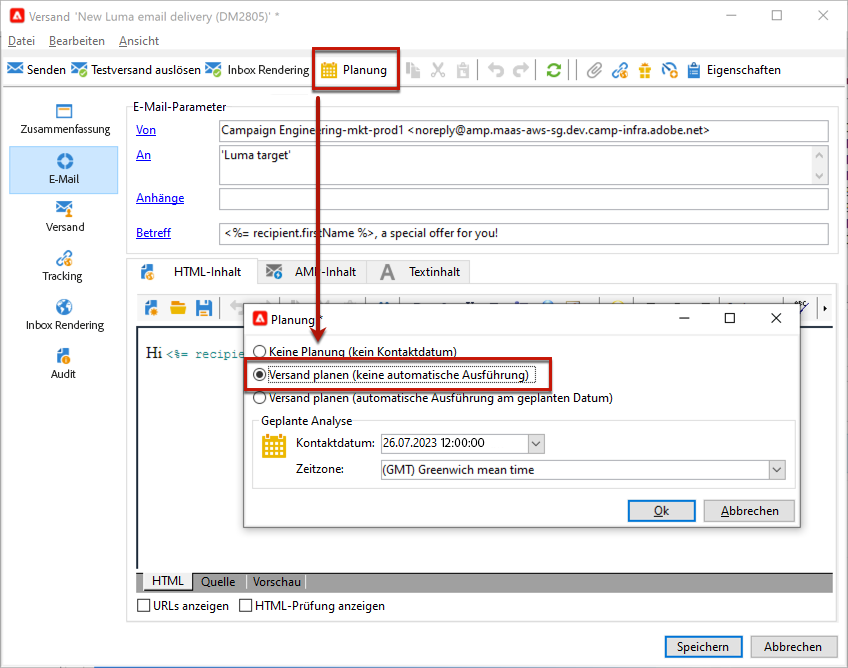 Versand 'New Luma email delivery (DM2805)' *
Datei Bearbeiten Ansicht
Senden Testversand auslösen Inbox Rendering Planung Eigenschaften
Zusammenfassung
E-Mail
Versand
Tracking
Inbox Rendering
Audit
E-Mail-Parameter
Von Campaign Engineering-mkt-prod1 <noreply@amp.maas-aws-sg.dev.camp-infra.adobe.net>
An 'Luma target'
Anhänge
Betreff <%= recipient.firstName %>, a special offer for you!
HTML-Inhalt AMP-Inhalt Textinhalt
Hi <%= recipie
Planung *
Keine Planung (kein Kontaktdatum)
Versand planen (keine automatische Ausführung)
Versand planen (automatische Ausführung am geplanten Datum)
Geplante Analyse
Kontaktdatum: 26.07.2023 12:00:00
Zeitzone: (GMT) Greenwich mean time
Ok Abbrechen
HTML Quelle Vorschau
URLs anzeigen HTML-Prüfung anzeigen
Speichern Abbrechen